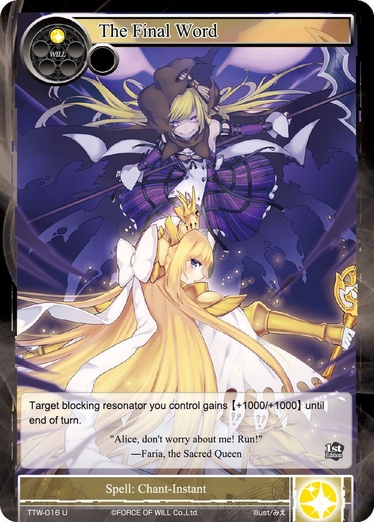 The Final Word
WILL
Target blocking resonator you control gains 【+1000/+1000】 until
end of turn.
"Alice, don't worry about me! Run!"
—Faria, the Sacred Queen
1st
Edition
Spell: Chant-Instant
TTW-016 U
©FORCE OF WILL Co.,Ltd.
Illust/みえ